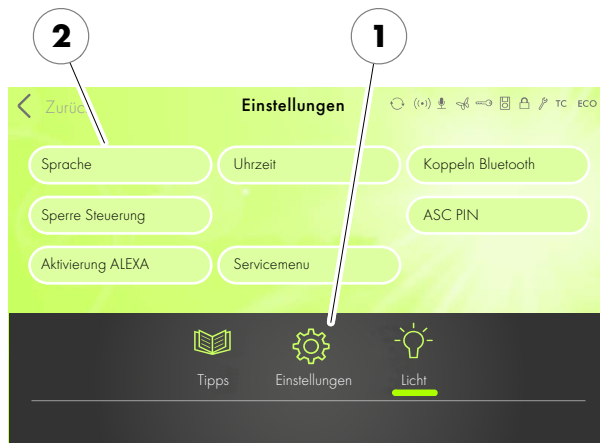 2 1
Zurück Einstellungen TC ECO
Sprache Uhrzeit Koppeln Bluetooth
Sperre Steuerung ASC PIN
Aktivierung ALEXA Servicemenu
Tipps Einstellungen Licht